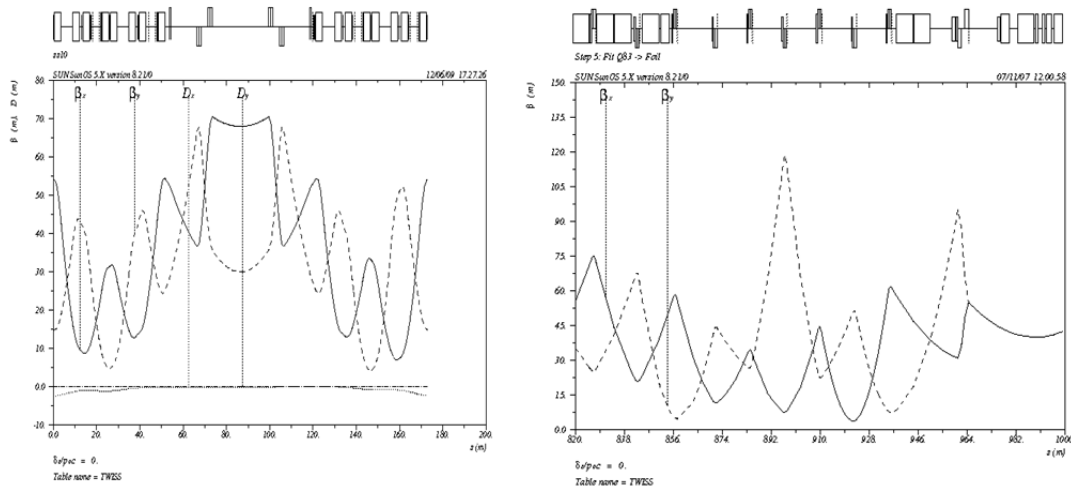 ss10
SUN SunOS 5.X version 8.21/0 12/06/09 17.27.26
80.
β (m), D (m)
βx βy Dx Dy
70.
60.
50.
40.
30.
20.
10.
0.0
-10.
0.0 20. 40. 60. 80. 100. 120. 140. 160. 180. 200.
s (m)
δE/p0c = 0.
Table name = TWISS
Step 5: Fit Q83 -> Foil
SUN SunOS 5.X version 8.21/0 07/11/07 12.00.58
150.
β (m)
βx βy
135.
120.
105.
90.
75.
60.
45.
30.
15.
0.0
820. 838. 856. 874. 892. 910. 928. 946. 964. 982. 1000.
s (m)
δE/p0c = 0.
Table name = TWISS